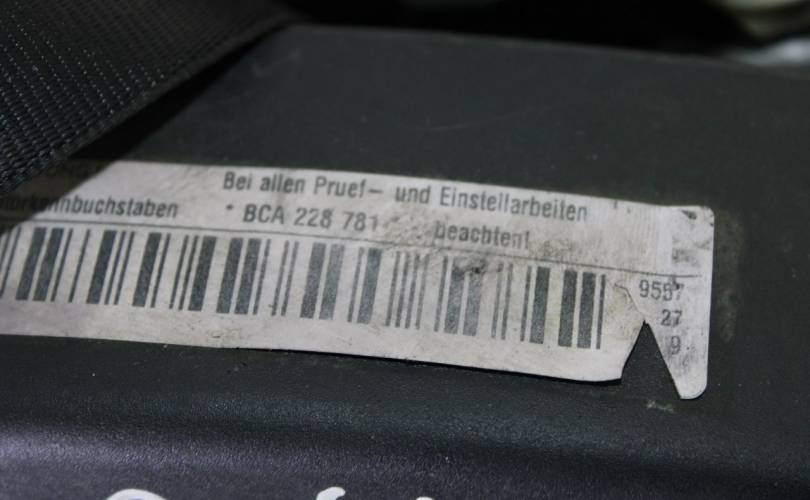 Bei allen Pruef- und Einstellarbeiten
* BCA 228 781 beachten!
9557
27
9